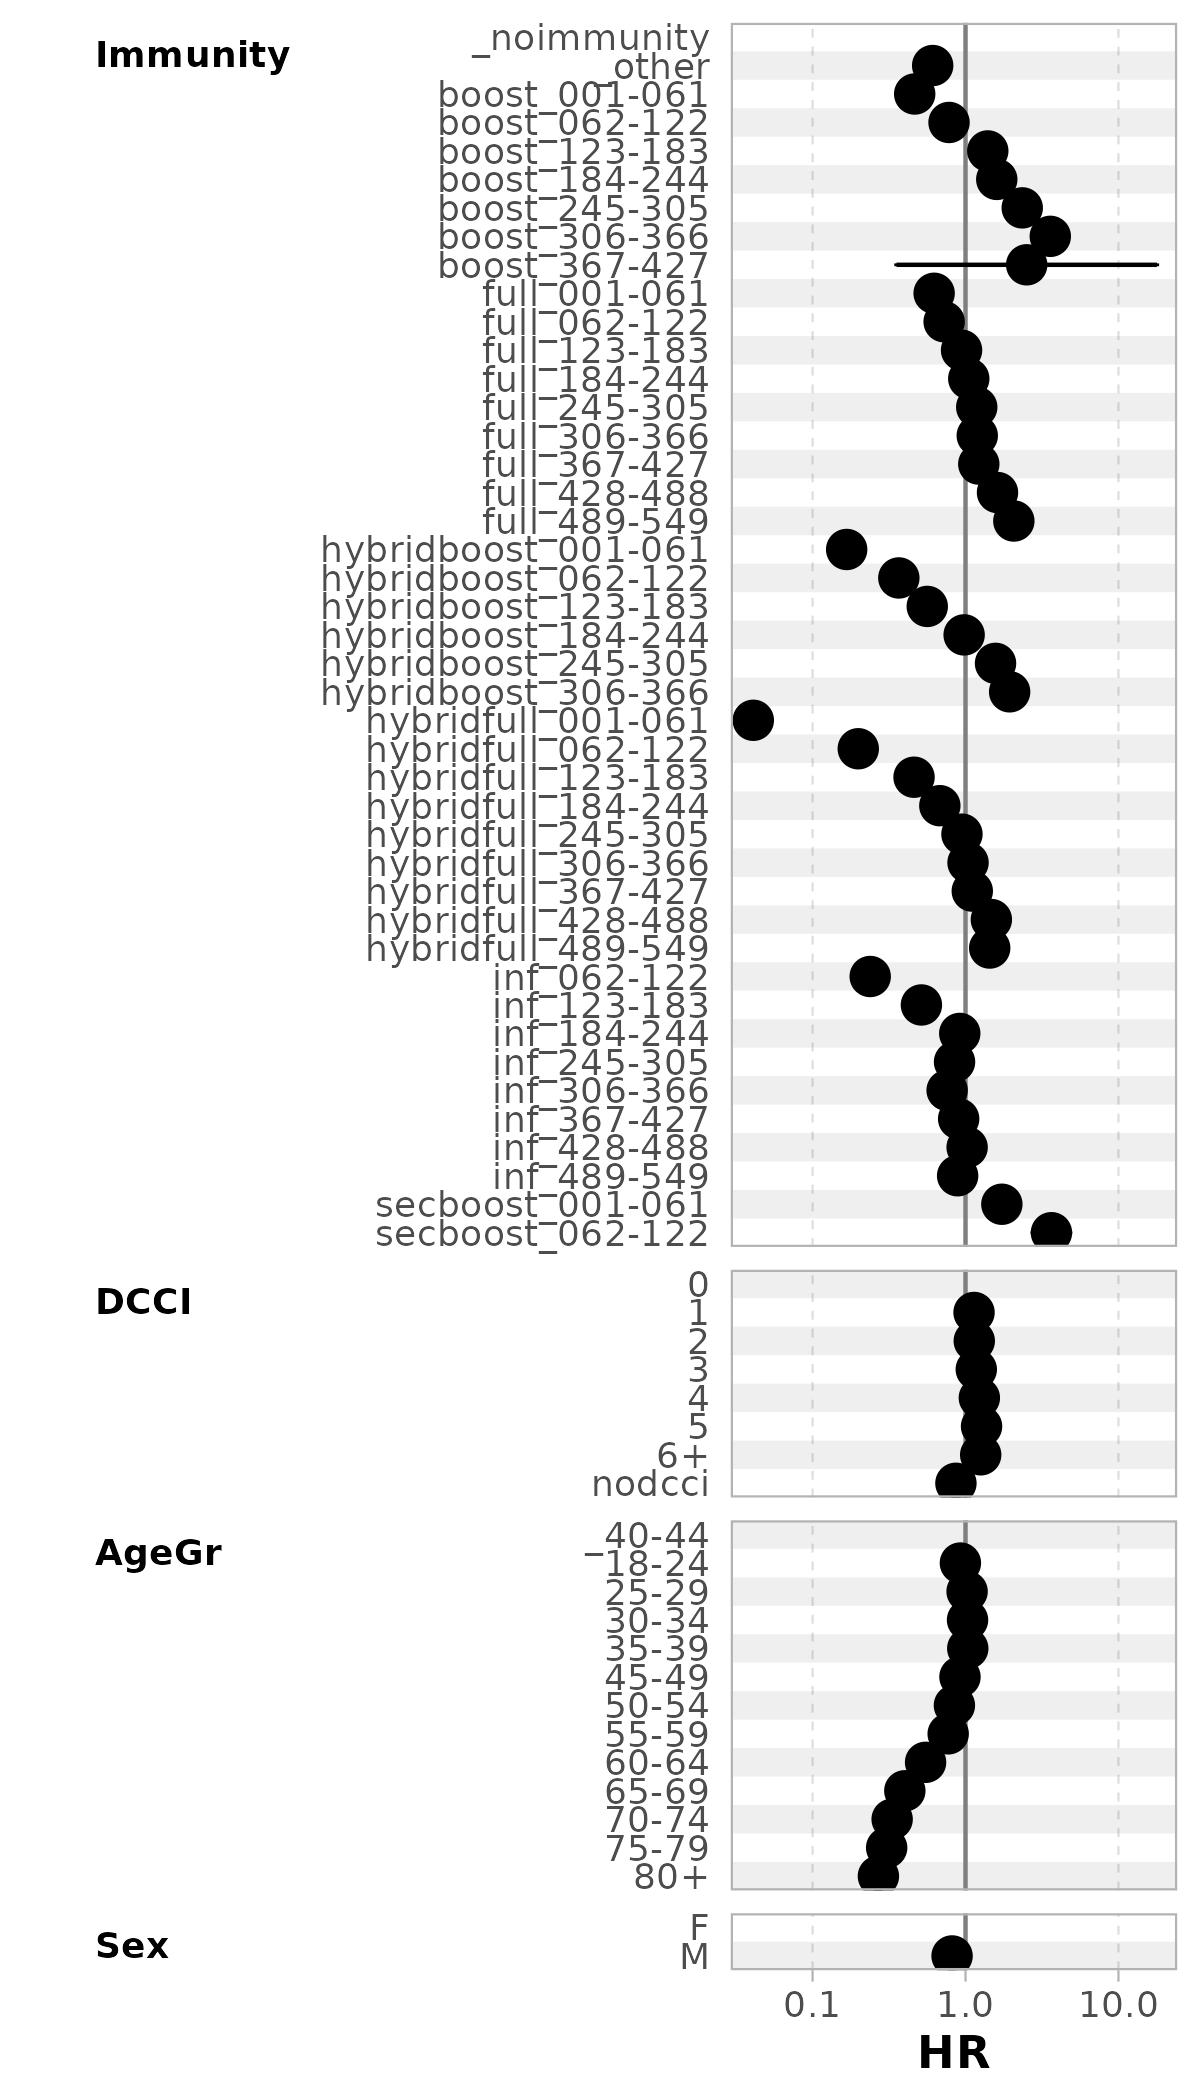 Immunity
_noimmunity
_other
boost_001-061
boost_062-122
boost_123-183
boost_184-244
boost_245-305
boost_306-366
boost_367-427
full_001-061
full_062-122
full_123-183
full_184-244
full_245-305
full_306-366
full_367-427
full_428-488
full_489-549
hybridboost_001-061
hybridboost_062-122
hybridboost_123-183
hybridboost_184-244
hybridboost_245-305
hybridboost_306-366
hybridfull_001-061
hybridfull_062-122
hybridfull_123-183
hybridfull_184-244
hybridfull_245-305
hybridfull_306-366
hybridfull_367-427
hybridfull_428-488
hybridfull_489-549
inf_062-122
inf_123-183
inf_184-244
inf_245-305
inf_306-366
inf_367-427
inf_428-488
inf_489-549
secboost_001-061
secboost_062-122
DCCI
0
1
2
3
4
5
6+
nodcci
AgeGr
_40-44
18-24
25-29
30-34
35-39
45-49
50-54
55-59
60-64
65-69
70-74
75-79
80+
Sex
F
M
0.1 1.0 10.0
HR